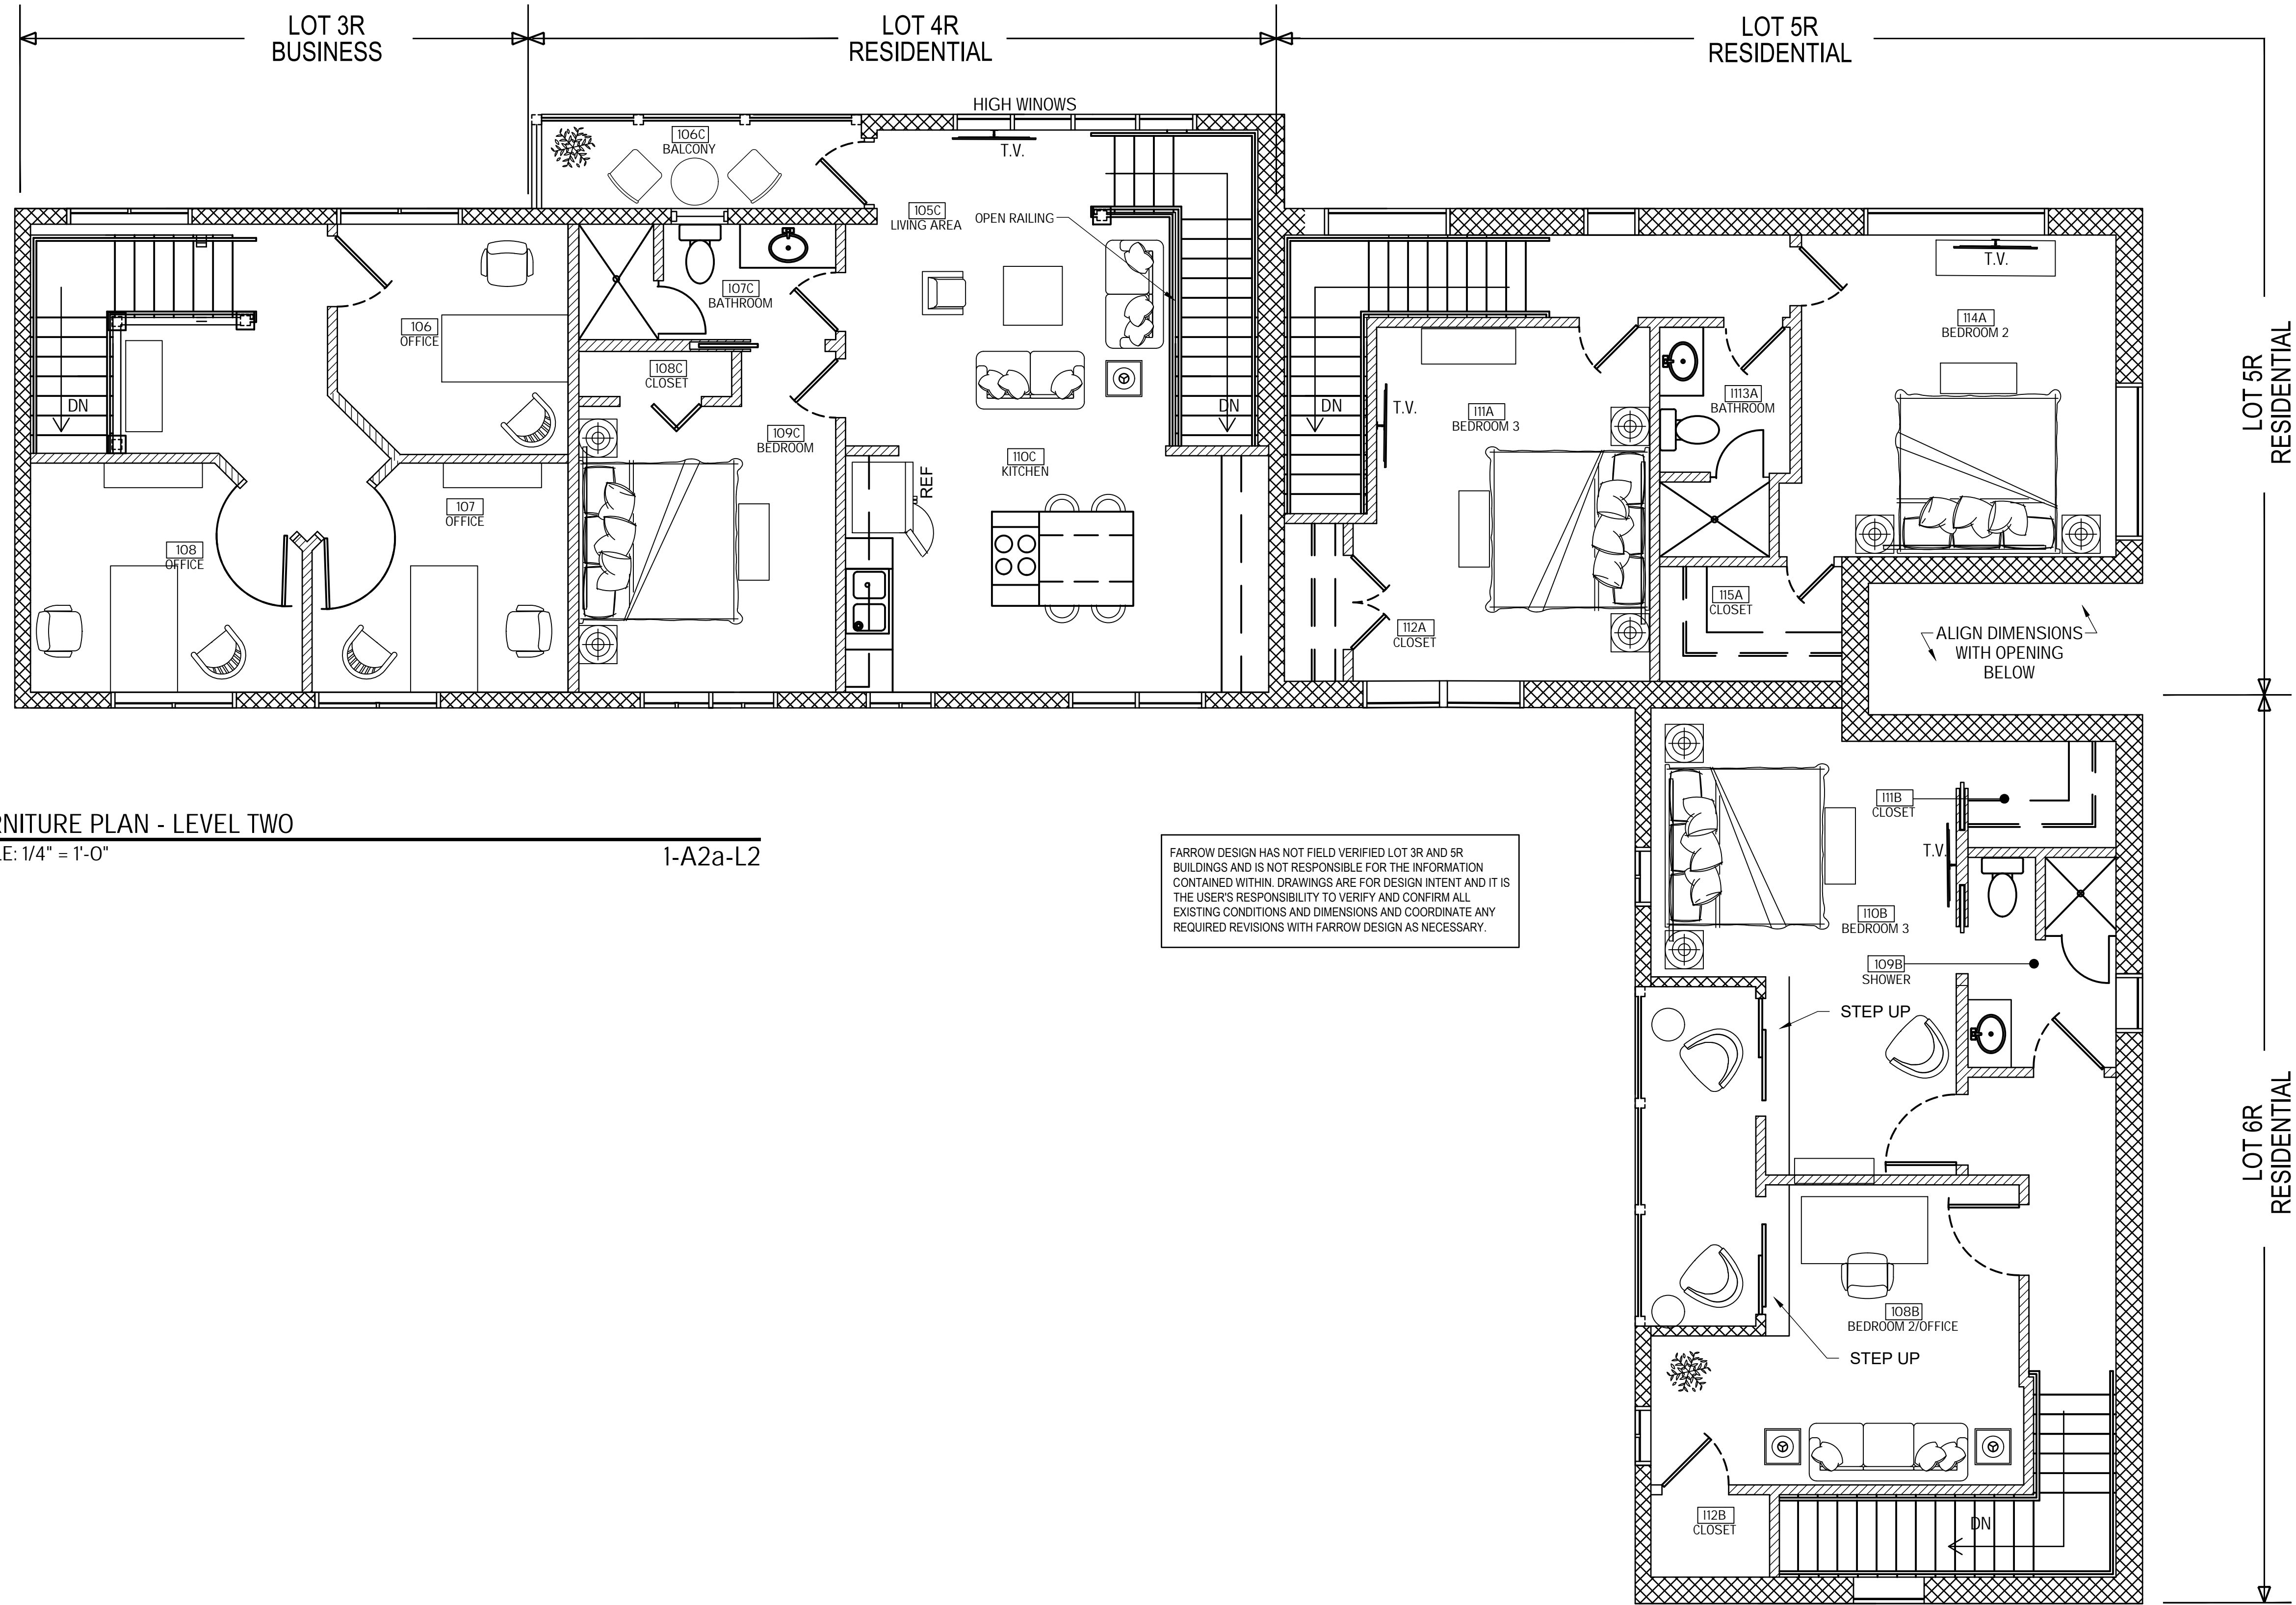 LOT 3R
BUSINESS
LOT 4R
RESIDENTIAL
LOT 5R
RESIDENTIAL
HIGH WINOWS
106C
BALCONY
T.V.
105C
LIVING AREA
OPEN RAILING
106
OFFICE
107C
BATHROOM
108C
CLOSET
109C
BEDROOM
DN
DN
DN
110C
KITCHEN
REF
107
OFFICE
108
OFFICE
T.V.
111A
BEDROOM 3
1113A
BATHROOM
T.V.
114A
BEDROOM 2
112A
CLOSET
115A
CLOSET
ALIGN DIMENSIONS
WITH OPENING
BELOW
LOT 5R
RESIDENTIAL
RNITURE PLAN - LEVEL TWO
LE: 1/4" = 1'-0"
1-A2a-L2
FARROW DESIGN HAS NOT FIELD VERIFIED LOT 3R AND 5R
BUILDINGS AND IS NOT RESPONSIBLE FOR THE INFORMATION
CONTAINED WITHIN. DRAWINGS ARE FOR DESIGN INTENT AND IT IS
THE USER'S RESPONSIBILITY TO VERIFY AND CONFIRM ALL
EXISTING CONDITIONS AND DIMENSIONS AND COORDINATE ANY
REQUIRED REVISIONS WITH FARROW DESIGN AS NECESSARY.
111B
CLOSET
T.V.
110B
BEDROOM 3
109B
SHOWER
STEP UP
108B
BEDROOM 2/OFFICE
STEP UP
112B
CLOSET
DN
LOT 6R
RESIDENTIAL